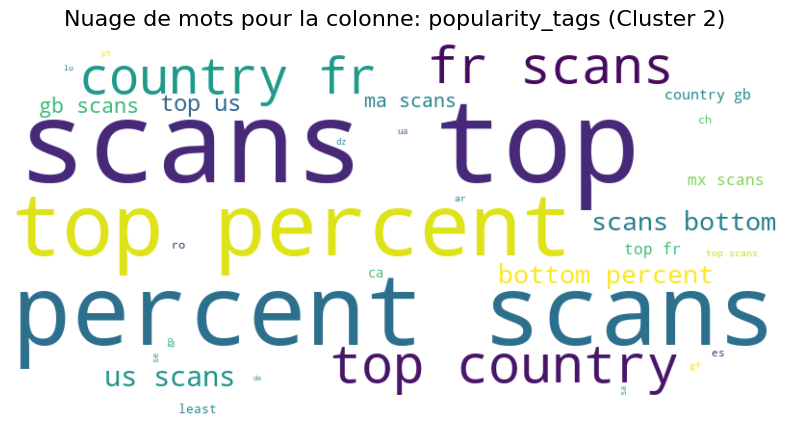 Nuage de mots pour la colonne: popularity_tags (Cluster 2)
pt
lu
country fr
fr scans
gb scans
top us
ma scans
country gb
scans top
ch
ua
dz
mx scans
ar
top percent
scans bottom
ro
top fr
top scans
ca
bottom percent
percent scans
gp
se
top country
es
us scans
de
gf
sa
least